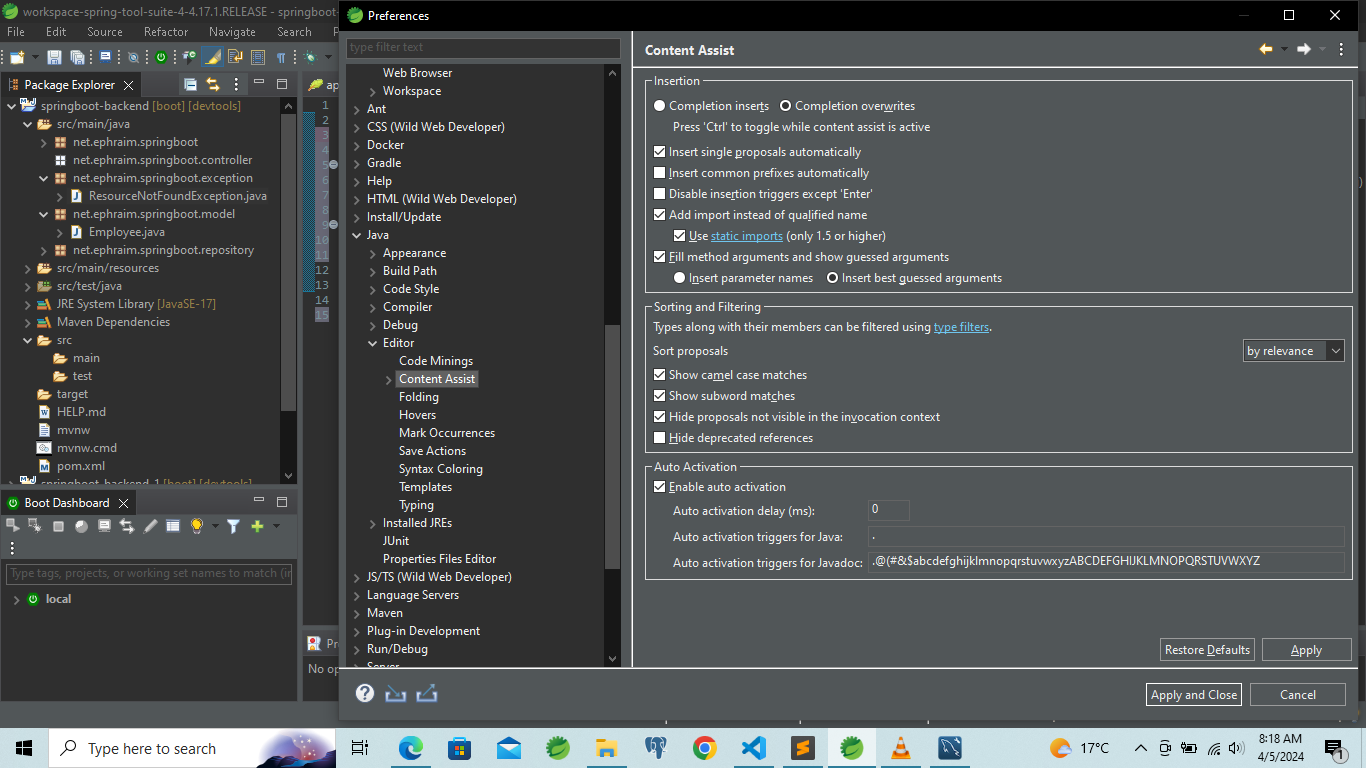 workspace-spring-tool-suite-4-4.17.1.RELEASE - springboot-
File Edit Source Refactor Navigate Search
Package Explorer
springboot-backend [boot] [devtools]
src/main/java
net.ephraim.springboot
net.ephraim.springboot.controller
net.ephraim.springboot.exception
ResourceNotFoundException.java
net.ephraim.springboot.model
Employee.java
net.ephraim.springboot.repository
src/main/resources
src/test/java
JRE System Library [JavaSE-17]
Maven Dependencies
src
main
test
target
HELP.md
mvnw
mvnw.cmd
pom.xml
springboot-backend-1 [boot] [devtools]
Boot Dashboard
Type tags, projects, or working set names to match (in
local
ap
1
2
3
4
5
6
7
8
9
10
11
12
13
14
15
Pr
No op
Preferences
type filter text
Web Browser
Workspace
Ant
CSS (Wild Web Developer)
Docker
Gradle
Help
HTML (Wild Web Developer)
Install/Update
Java
Appearance
Build Path
Code Style
Compiler
Debug
Editor
Code Minings
Content Assist
Folding
Hovers
Mark Occurrences
Save Actions
Syntax Coloring
Templates
Typing
Installed JREs
JUnit
Properties Files Editor
JS/TS (Wild Web Developer)
Language Servers
Maven
Plug-in Development
Run/Debug
Server
Content Assist
Insertion
Completion inserts Completion overwrites
Press 'Ctrl' to toggle while content assist is active
Insert single proposals automatically
Insert common prefixes automatically
Disable insertion triggers except 'Enter'
Add import instead of qualified name
Use static imports (only 1.5 or higher)
Fill method arguments and show guessed arguments
Insert parameter names Insert best guessed arguments
Sorting and Filtering
Types along with their members can be filtered using type filters.
Sort proposals by relevance
Show camel case matches
Show subword matches
Hide proposals not visible in the invocation context
Hide deprecated references
Auto Activation
Enable auto activation
Auto activation delay (ms): 0
Auto activation triggers for Java: .
Auto activation triggers for Javadoc: .@(#&$abcdefghijklmnopqrstuvwxyzABCDEFGHIJKLMNOPQRSTUVWXYZ
Restore Defaults Apply
Apply and Close Cancel
Type here to search
17°C
8:18 AM
4/5/2024
1